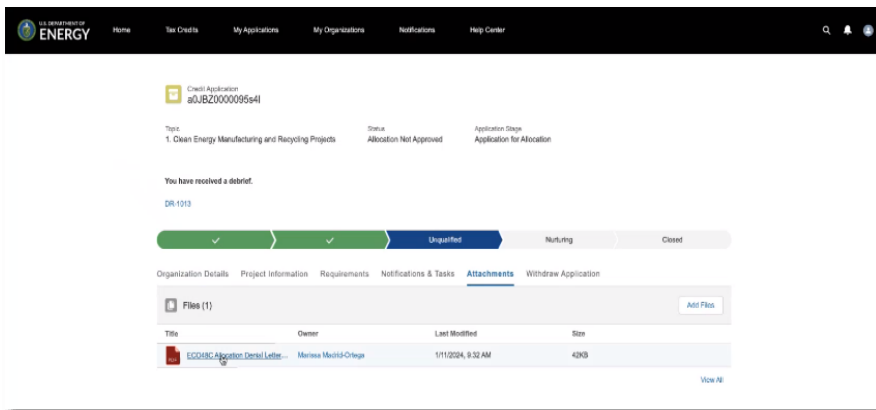 U.S. DEPARTMENT OF
ENERGY
Home Tax Credits My Applications My Organizations Notifications Help Center
Credit Application
a0JBZ0000095s4I
Topic Status Application Stage
1. Clean Energy Manufacturing and Recycling Projects Allocation Not Approved Application for Allocation
You have received a debrief.
DR-1013
Unqualified Nurturing Closed
Organization Details Project Information Requirements Notifications & Tasks Attachments Withdraw Application
Files (1) Add Files
Title Owner Last Modified Size
ECO48C Allocation Denial Letter... Marissa Madrid-Ortega 1/11/2024, 9:32 AM 42KB
View All